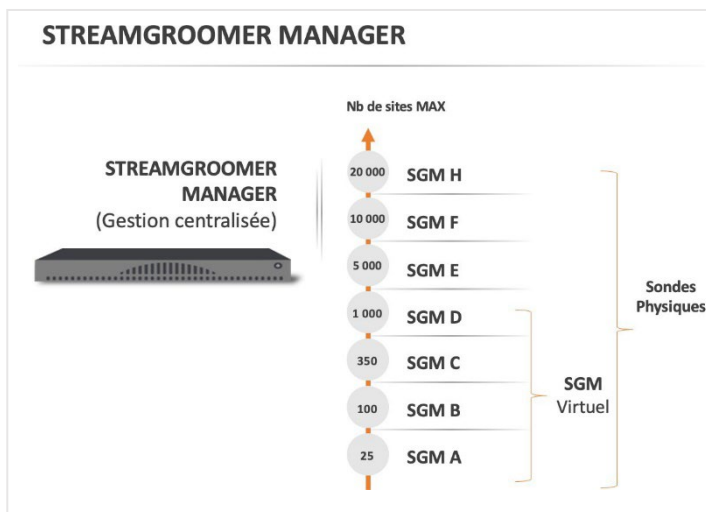 STREAMGROOMER MANAGER
Nb de sites MAX
STREAMGROOMER
MANAGER
(Gestion centralisée)
20 000 SGM H
10 000 SGM F
5 000 SGM E
1 000 SGM D
350 SGM C
100 SGM B
25 SGM A
SGM
Virtuel
Sondes
Physiques